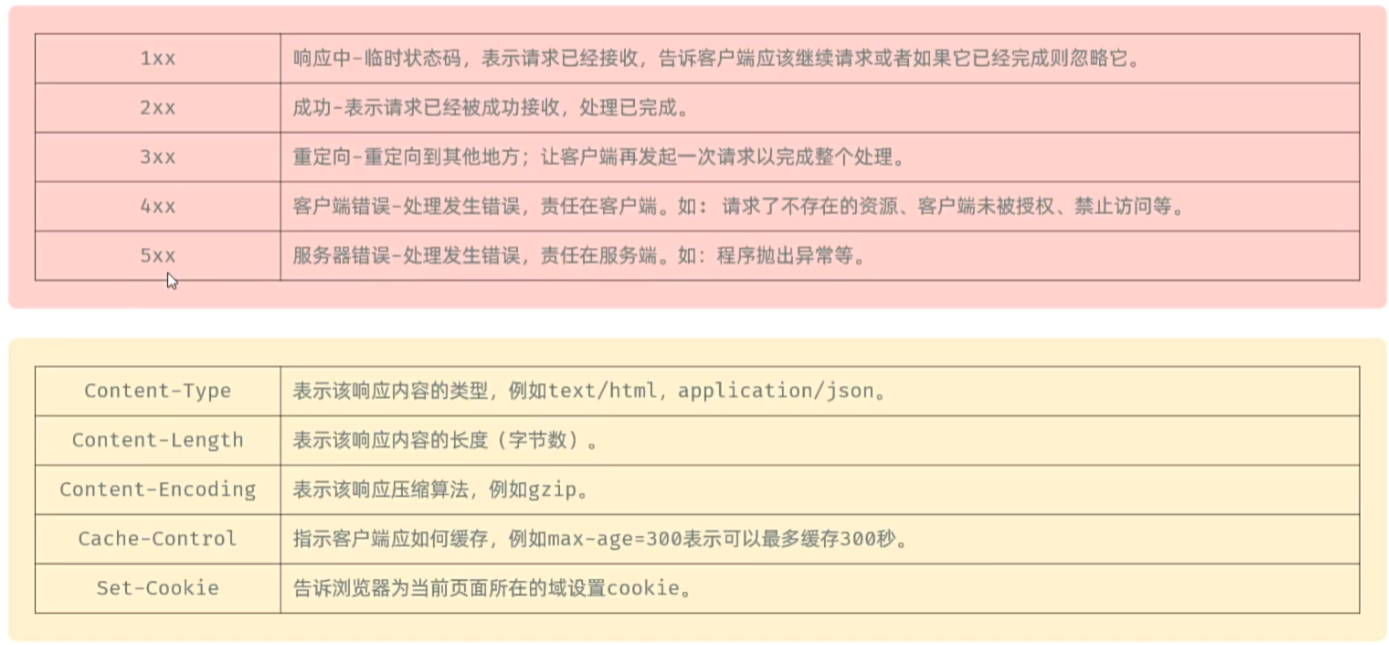 1xx 响应中-临时状态码，表示请求已经接收，告诉客户端应该继续请求或者如果它已经完成则忽略它。
2xx 成功-表示请求已经被成功接收，处理已完成。
3xx 重定向-重定向到其他地方；让客户端再发起一次请求以完成整个处理。
4xx 客户端错误-处理发生错误，责任在客户端。如： 请求了不存在的资源、客户端未被授权、禁止访问等。
5xx 服务器错误-处理发生错误，责任在服务端。如：程序抛出异常等。
Content-Type 表示该响应内容的类型，例如text/html，application/json。
Content-Length 表示该响应内容的长度（字节数）。
Content-Encoding 表示该响应压缩算法，例如gzip。
Cache-Control 指示客户端应如何缓存，例如max-age=300表示可以最多缓存300秒。
Set-Cookie 告诉浏览器为当前页面所在的域设置cookie。